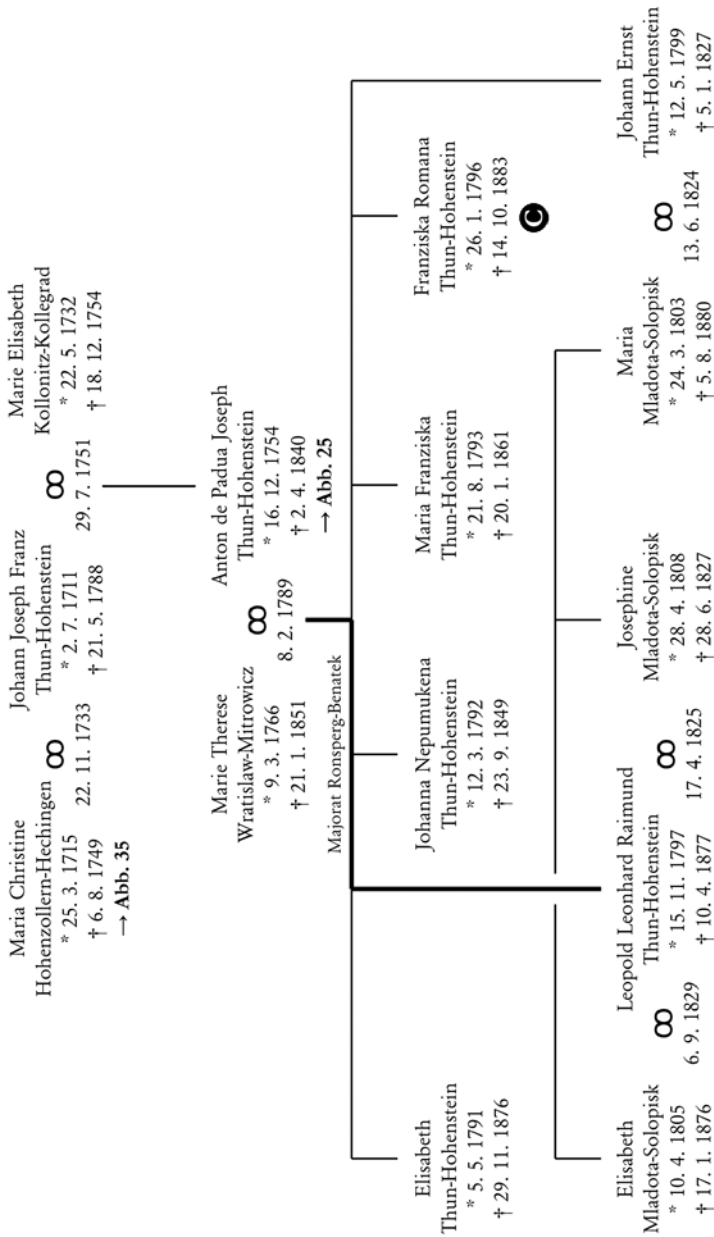 Maria Christine
Hohenzollern-Hechingen
* 25. 3. 1715
† 6. 8. 1749
→ Abb. 35
∞
22. 11. 1733
Johann Joseph Franz
Thun-Hohenstein
* 2. 7. 1711
† 21. 5. 1788
∞
29. 7. 1751
Marie Elisabeth
Kollonitz-Kollegrad
* 22. 5. 1732
† 18. 12. 1754
Marie Therese
Wratislaw-Mitrowicz
* 9. 3. 1766
† 21. 1. 1851
∞
8. 2. 1789
Anton de Padua Joseph
Thun-Hohenstein
* 16. 12. 1754
† 2. 4. 1840
→ Abb. 25
Majorat Ronsperg-Benatek
Elisabeth
Thun-Hohenstein
* 5. 5. 1791
† 29. 11. 1876
Johanna Nepumukena
Thun-Hohenstein
* 12. 3. 1792
† 23. 9. 1849
Maria Franziska
Thun-Hohenstein
* 21. 8. 1793
† 20. 1. 1861
Franziska Romana
Thun-Hohenstein
* 26. 1. 1796
† 14. 10. 1883
C
Elisabeth
Mladota-Solopisk
* 10. 4. 1805
† 17. 1. 1876
∞
6. 9. 1829
Leopold Leonhard Raimund
Thun-Hohenstein
* 15. 11. 1797
† 10. 4. 1877
∞
17. 4. 1825
Josephine
Mladota-Solopisk
* 28. 4. 1808
† 28. 6. 1827
Maria
Mladota-Solopisk
* 24. 3. 1803
† 5. 8. 1880
∞
13. 6. 1824
Johann Ernst
Thun-Hohenstein
* 12. 5. 1799
† 5. 1. 1827